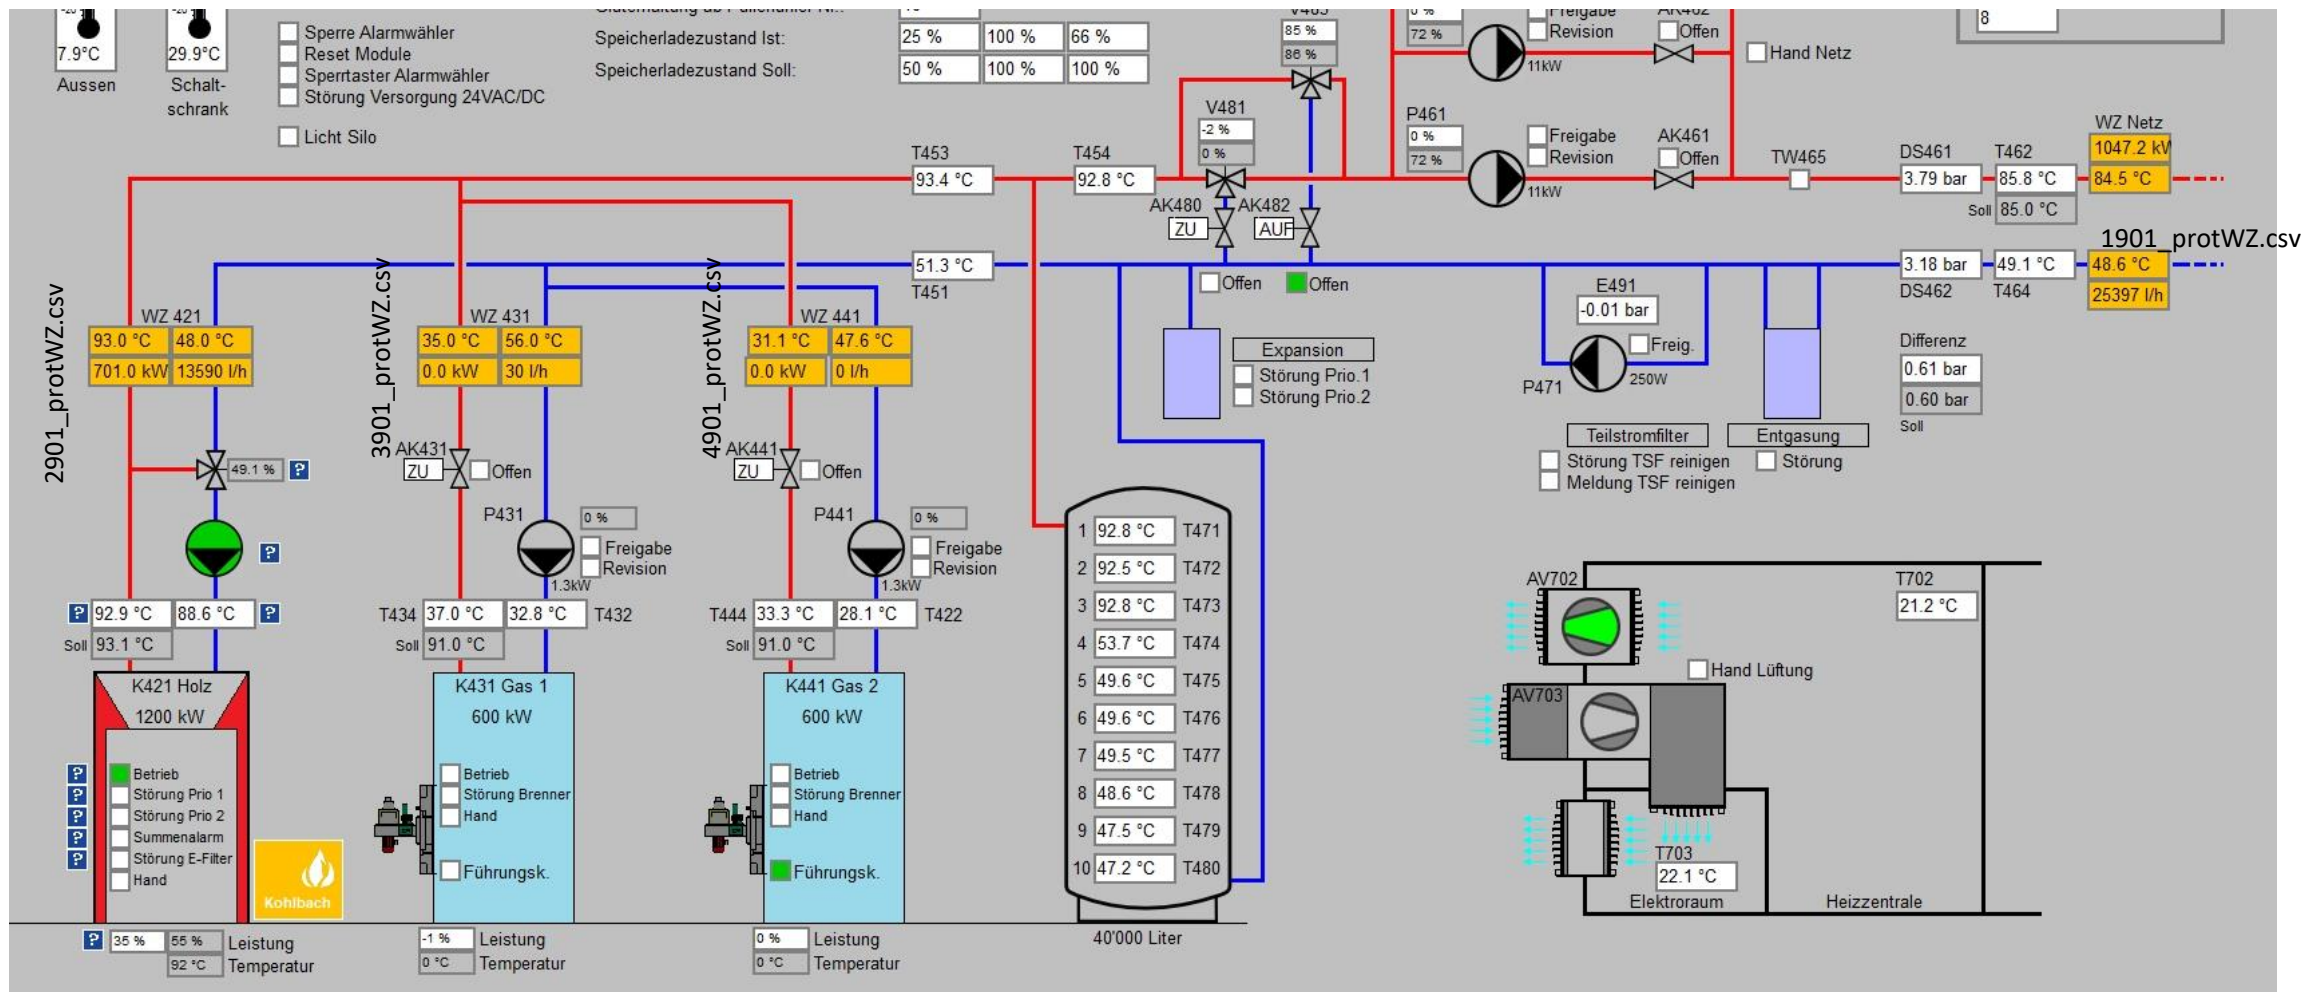 7.9°C
Aussen
29.9°C
Schalt-
schrank
Sperre Alarmwähler
Reset Module
Sperrtaster Alarmwähler
Störung Versorgung 24VAC/DC
Licht Silo
Speicherladezustand Ist: 25 % 100 % 66 %
Speicherladezustand Soll: 50 % 100 % 100 %
85 %
86 %
V481
-2 %
0 %
0 %
72 %
Freigabe
Revision
11kW
AK462
Offen
Hand Netz
8
P461
0 %
72 %
Freigabe
Revision
11kW
AK461
Offen
TW465
DS461
3.79 bar
T462
85.8 °C
Soll 85.0 °C
WZ Netz
1047.2 kW
84.5 °C
T453
93.4 °C
T454
92.8 °C
AK480
ZU
AK482
AUF
Offen
Offen
51.3 °C
T451
1901_protWZ.csv
3.18 bar
DS462
49.1 °C
T464
48.6 °C
25397 l/h
Differenz
0.61 bar
0.60 bar
Soll
2901_protWZ.csv
WZ 421
93.0 °C 48.0 °C
701.0 kW 13590 l/h
3901_protWZ.csv
WZ 431
35.0 °C 56.0 °C
0.0 kW 30 l/h
4901_protWZ.csv
WZ 441
31.1 °C 47.6 °C
0.0 kW 0 l/h
Expansion
Störung Prio.1
Störung Prio.2
E491
-0.01 bar
Freig.
P471
250W
Teilstromfilter
Störung TSF reinigen
Meldung TSF reinigen
Entgasung
Störung
49.1 %
?
?
AK431
ZU
Offen
P431
0 %
Freigabe
Revision
1.3kW
AK441
ZU
Offen
P441
0 %
Freigabe
Revision
1.3kW
? 92.9 °C 88.6 °C ?
Soll 93.1 °C
T434 37.0 °C 32.8 °C T432
Soll 91.0 °C
T444 33.3 °C 28.1 °C T422
Soll 91.0 °C
K421 Holz
1200 kW
? Betrieb
? Störung Prio 1
? Störung Prio 2
? Summenalarm
? Störung E-Filter
Hand
Kohlbach
? 35 % 55 % Leistung
92 °C Temperatur
K431 Gas 1
600 kW
Betrieb
Störung Brenner
Hand
Führungsk.
-1 % Leistung
0 °C Temperatur
K441 Gas 2
600 kW
Betrieb
Störung Brenner
Hand
Führungsk.
0 % Leistung
0 °C Temperatur
1 92.8 °C T471
2 92.5 °C T472
3 92.8 °C T473
4 53.7 °C T474
5 49.6 °C T475
6 49.6 °C T476
7 49.5 °C T477
8 48.6 °C T478
9 47.5 °C T479
10 47.2 °C T480
40'000 Liter
AV702
T702
21.2 °C
Hand Lüftung
AV703
T703
22.1 °C
Elektroraum
Heizzentrale